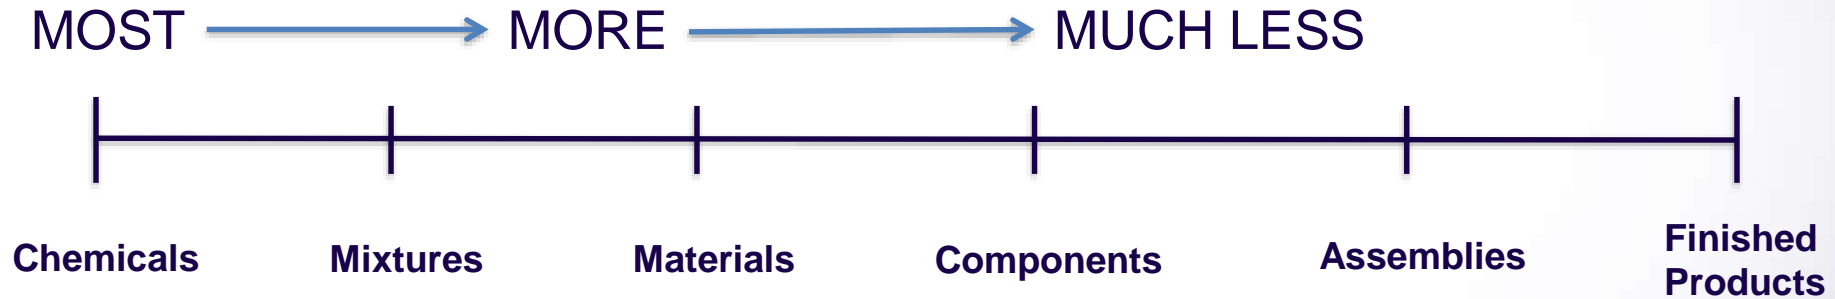 MOST MORE MUCH LESS
Chemicals Mixtures Materials Components Assemblies Finished
Products